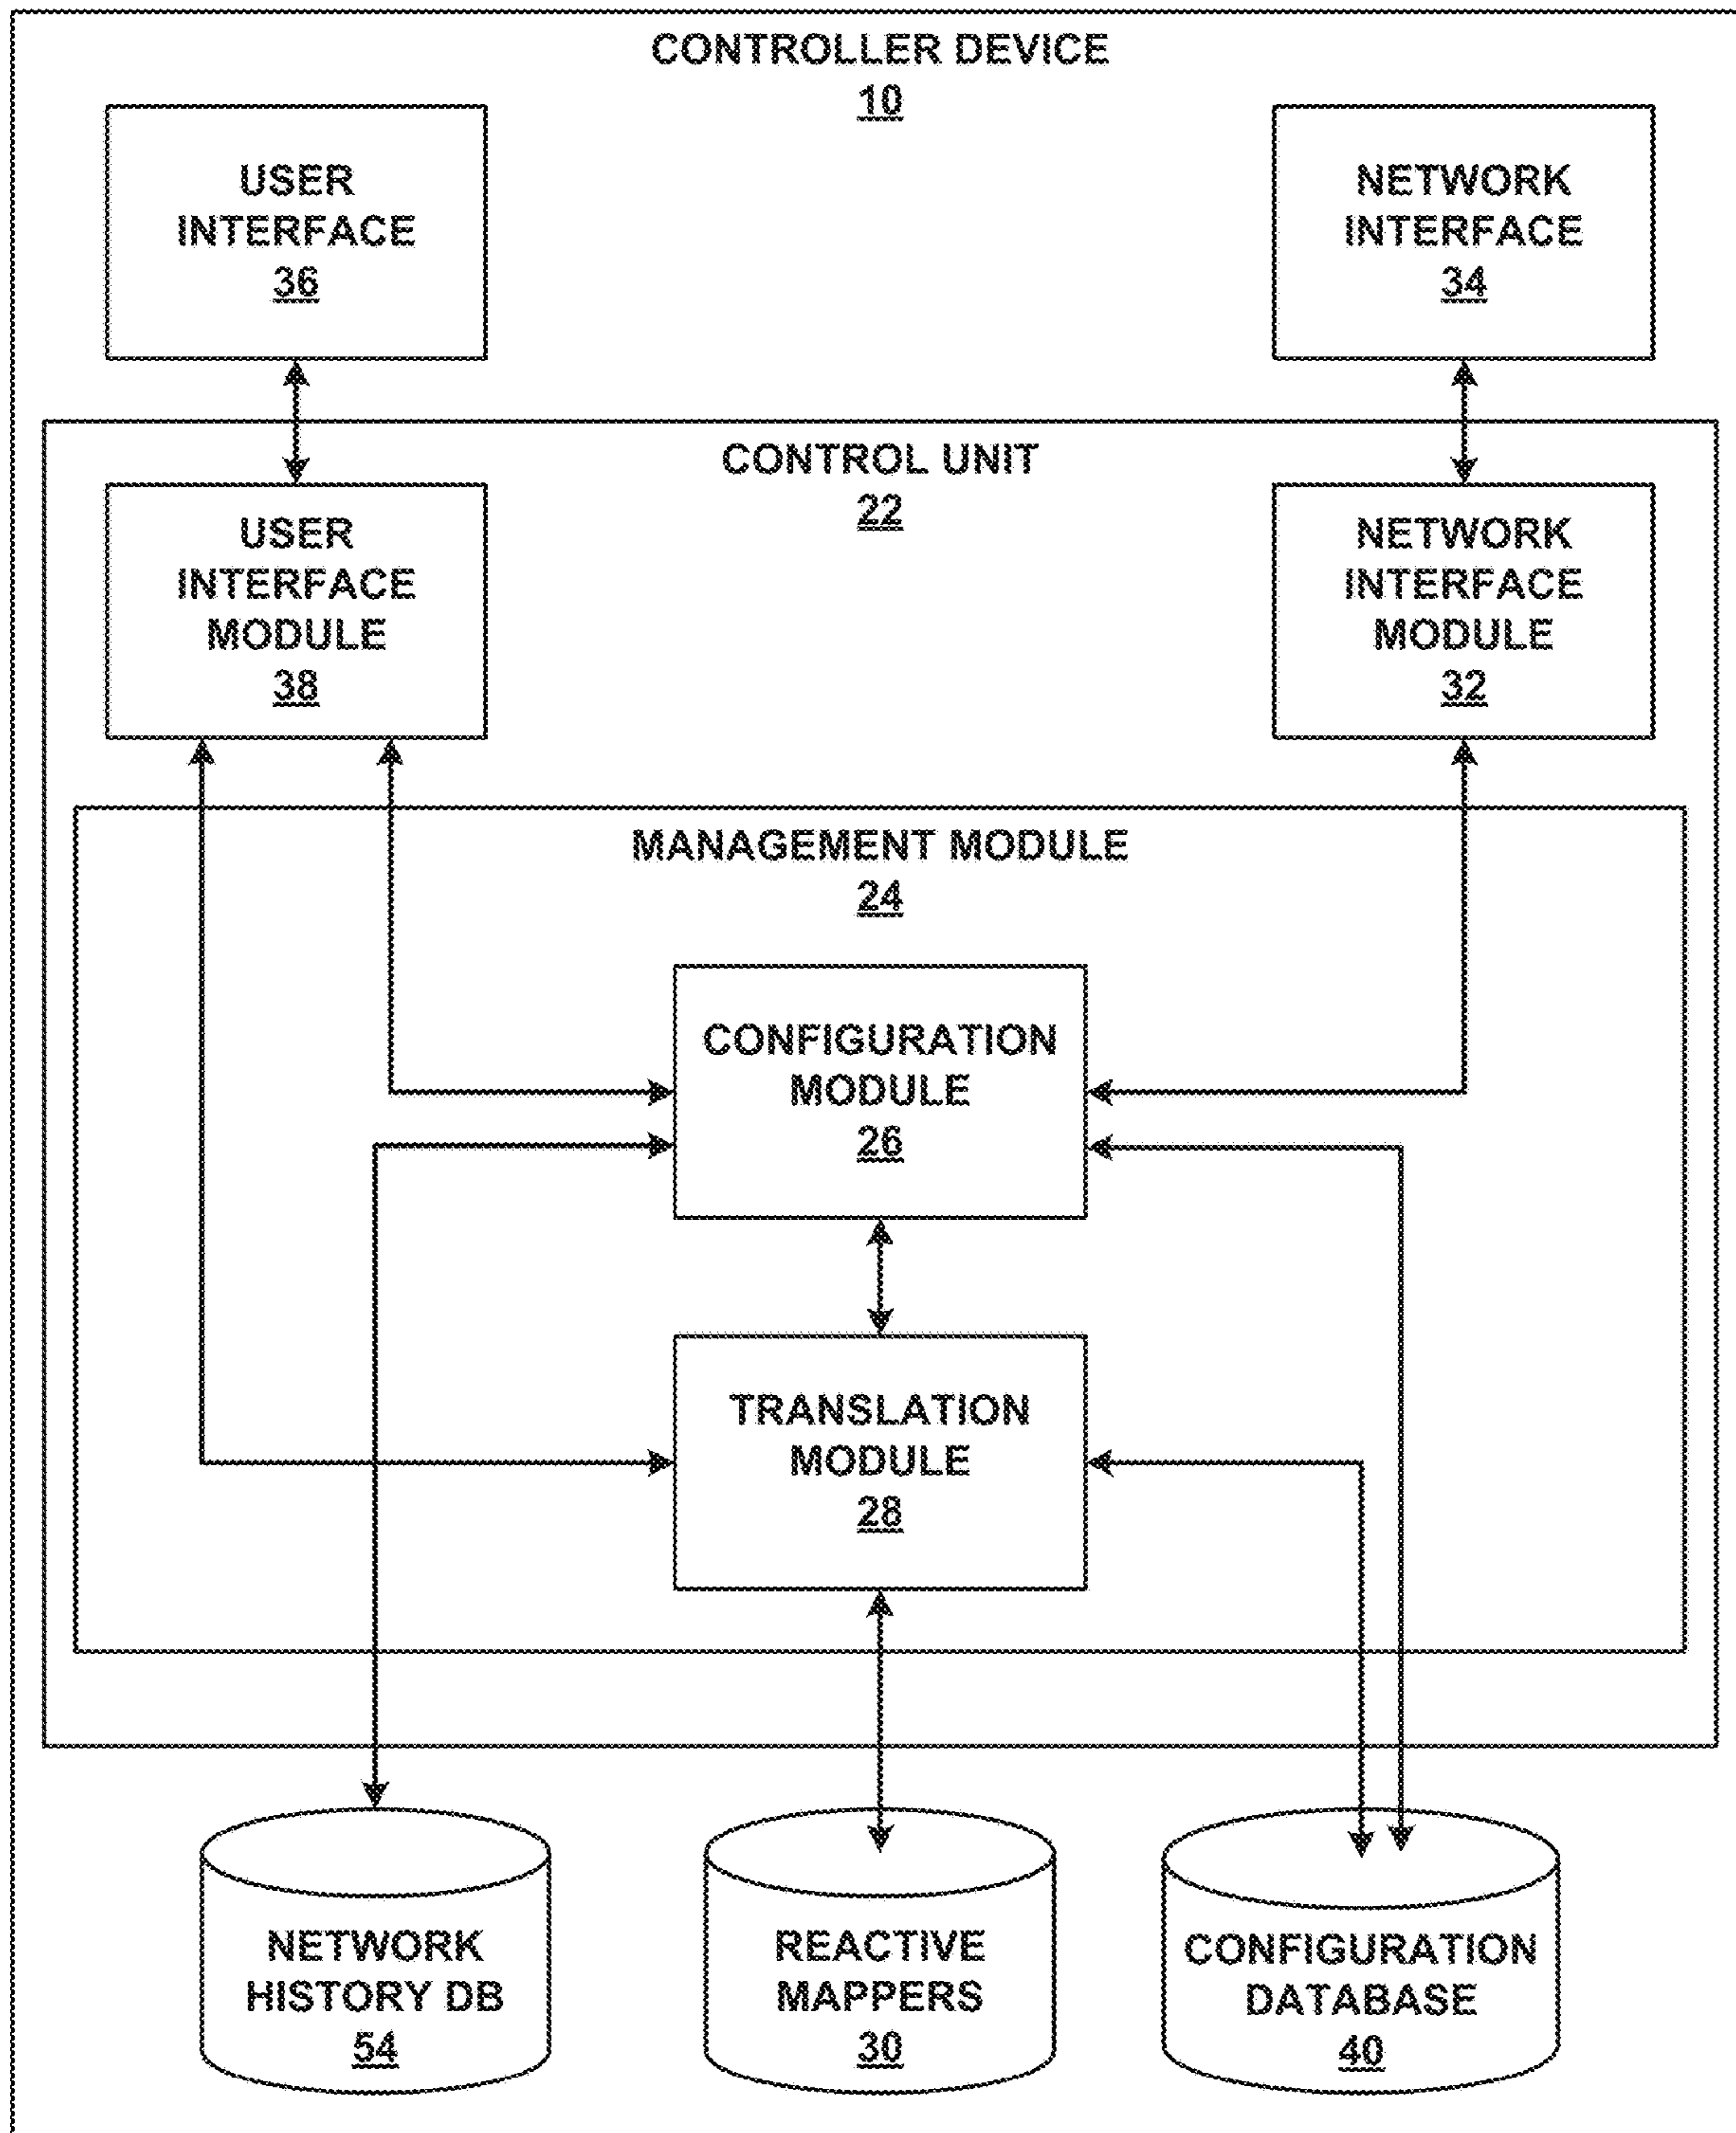 CONTROLLER DEVICE
10
USER
INTERFACE
36
NETWORK
INTERFACE
34
CONTROL UNIT
22
USER
INTERFACE
MODULE
38
NETWORK
INTERFACE
MODULE
32
MANAGEMENT MODULE
24
CONFIGURATION
MODULE
26
TRANSLATION
MODULE
28
NETWORK
HISTORY DB
54
REACTIVE
MAPPERS
30
CONFIGURATION
DATABASE
40